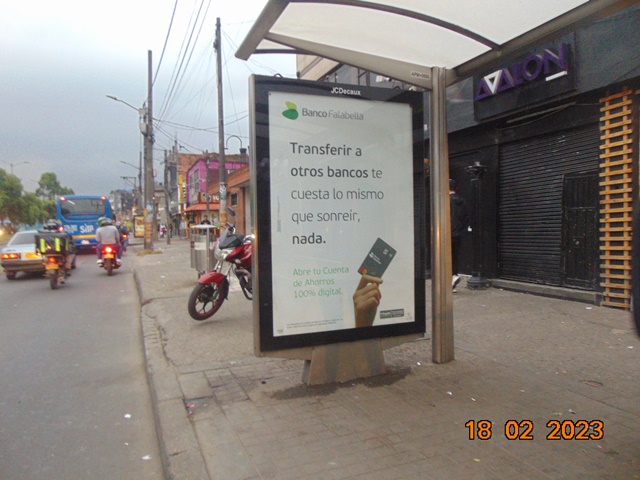 JCDecaux
Banco Falabella
Transferir a
otros bancos te
cuesta lo mismo
que sonreír,
nada.
Abre tu Cuenta
de Ahorros
100% digital.
AVALON
SiTP
18 02 2023